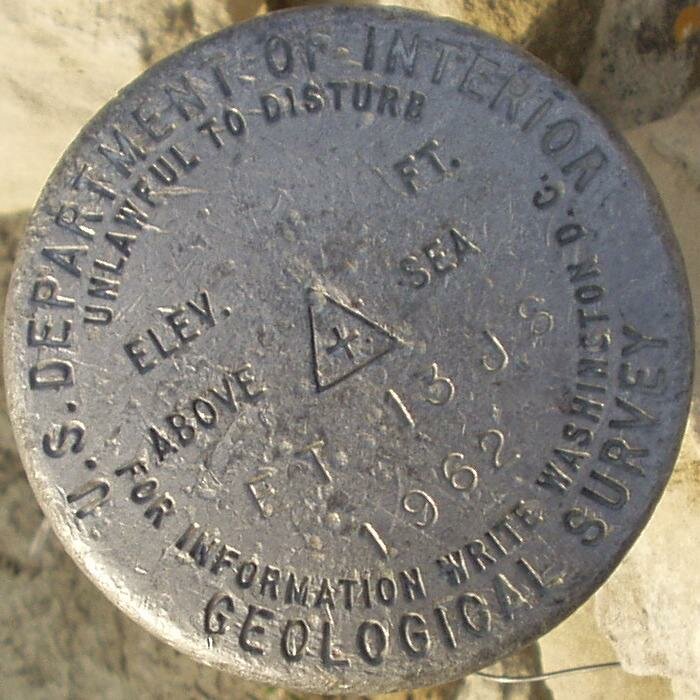 U.S. DEPARTMENT OF INTERIOR
GEOLOGICAL SURVEY
UNLAWFUL TO DISTURB
FOR INFORMATION WRITE WASHINGTON D.C.
ELEV. FT.
ABOVE SEA
ET 13 JS
1962